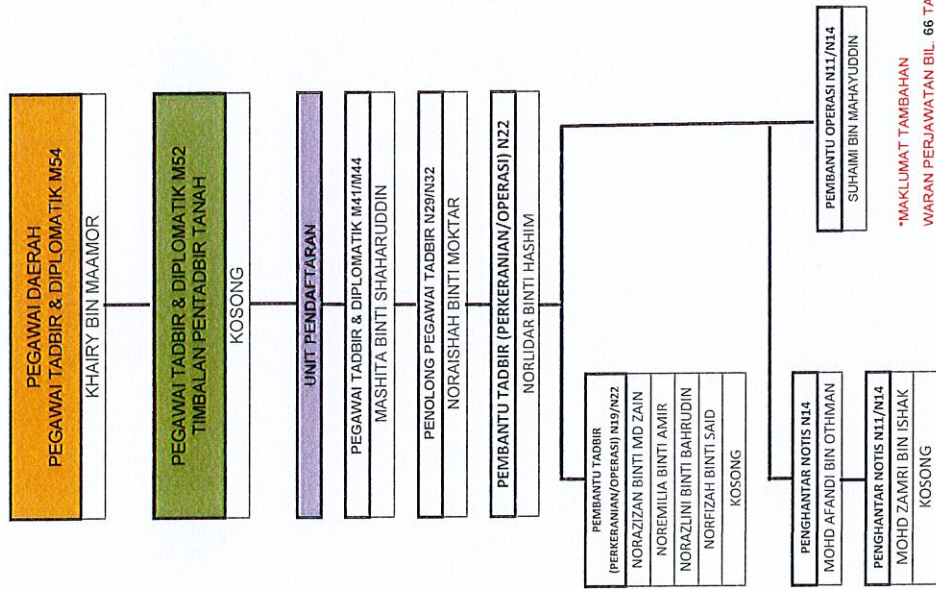 PEGAWAI DAERAH
PEGAWAI TADBIR & DIPLOMATIK M54
KHAIRY BIN MAAMOR
PEGAWAI TADBIR & DIPLOMATIK M52
TIMBALAN PENTADBIR TANAH
KOSONG
UNIT PENDAFTARAN
PEGAWAI TADBIR & DIPLOMATIK M41/M44
MASHITA BINTI SHAHARUDDIN
PENOLONG PEGAWAI TADBIR N29/N32
NORAISHAH BINTI MOKTAR
PEMBANTU TADBIR (PERKERANIAN/OPERASI) N22
NORLIDAR BINTI HASHIM
PEMBANTU TADBIR
(PERKERANIAN/OPERASI) N19/N22
NORAZIZAN BINTI MD ZAIN
NOREMILIA BINTI AMIR
NORAZLINI BINTI BAHRUDIN
NORFIZAH BINTI SAID
KOSONG
PENGHANTAR NOTIS N14
MOHD AFANDI BIN OTHMAN
PENGHANTAR NOTIS N11/N14
MOHD ZAMRI BIN ISHAK
KOSONG
PEMBANTU OPERASI N11/N14
SUHAIMI BIN MAHAYUDDIN
*MAKLUMAT TAMBAHAN
WARAN PERJAWATAN BIL. 66 TA